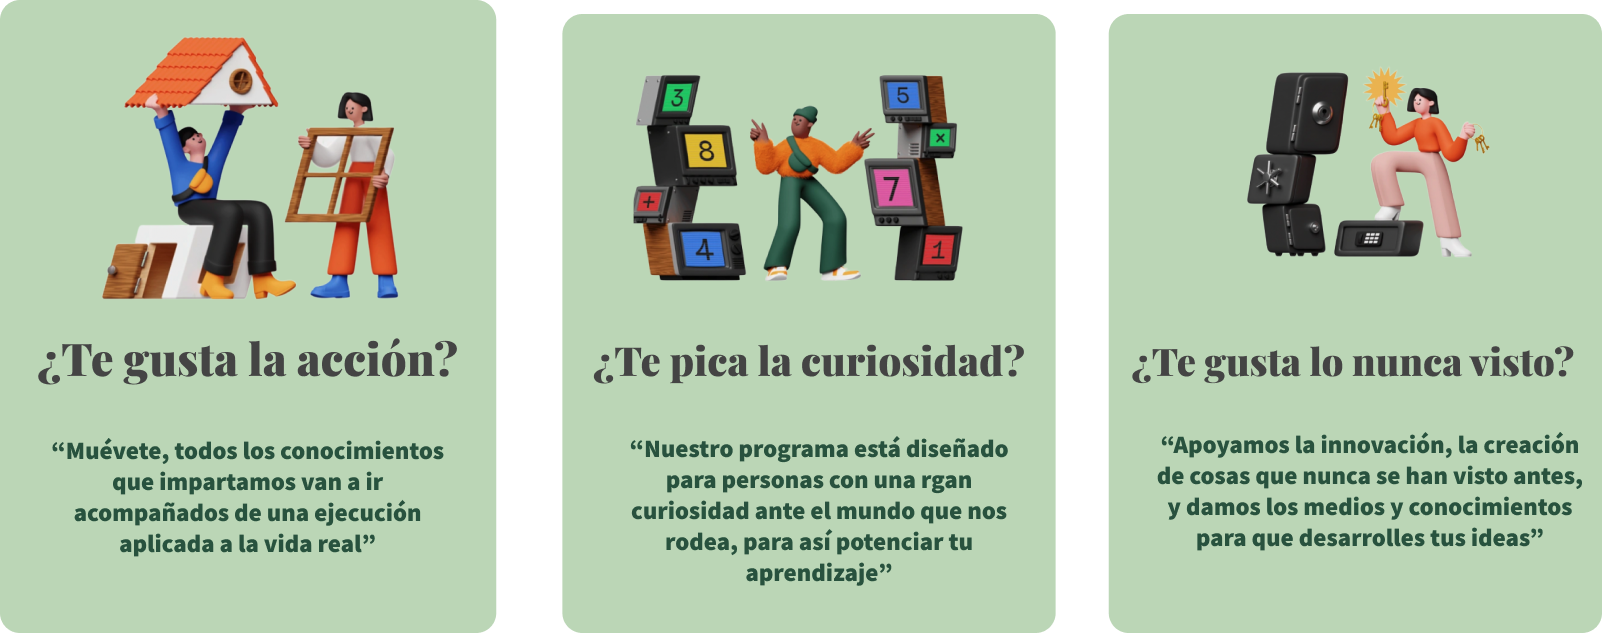 ¿Te gusta la acción?
“Muévete, todos los conocimientos
que impartamos van a ir
acompañados de una ejecución
aplicada a la vida real”
3
8
+
4
5
x
7
1
¿Te pica la curiosidad?
“Nuestro programa está diseñado
para personas con una rgan
curiosidad ante el mundo que nos
rodea, para así potenciar tu
aprendizaje”
¿Te gusta lo nunca visto?
“Apoyamos la innovación, la creación
de cosas que nunca se han visto antes,
y damos los medios y conocimientos
para que desarrolles tus ideas”